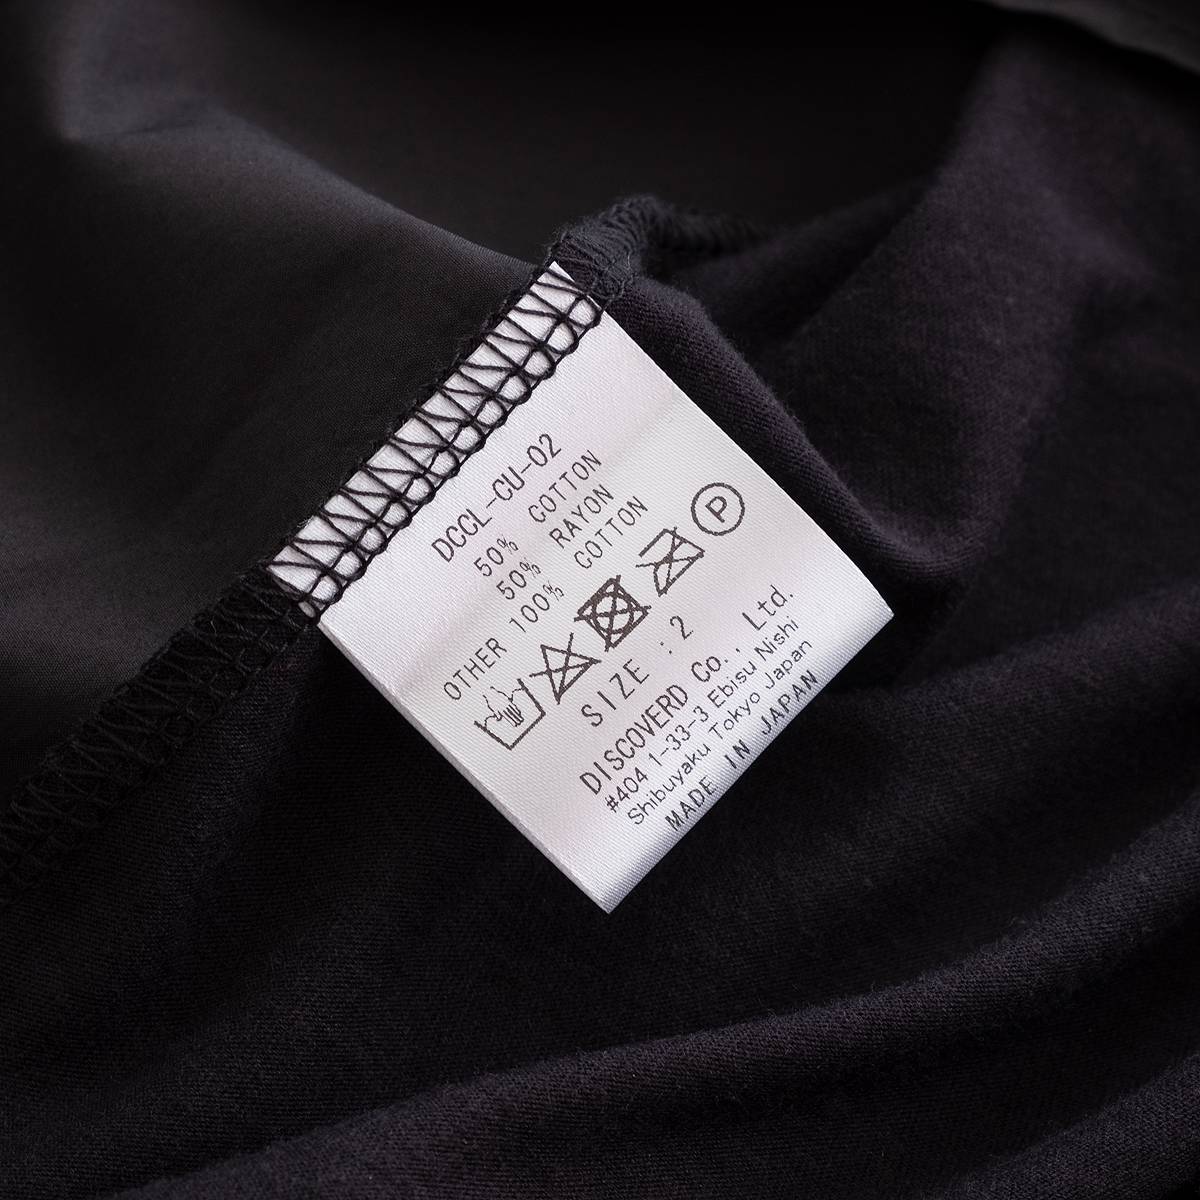 DCCL-CU-02
50% COTTON
50% RAYON
OTHER 100% COTTON
P
SIZE : 2
DISCOVERD Co., Ltd.
#404 1-33-3 Ebisu Nishi
Shibuyaku Tokyo Japan
MADE IN JAPAN